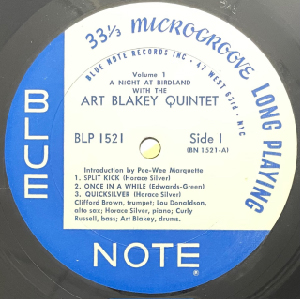 33 1/3 MICROGROOVE LONG PLAYING
BLUE NOTE RECORDS INC • 47 WEST 63rd • NYC
Volume 1
A NIGHT AT BIRDLAND
WITH THE
ART BLAKEY QUINTET
BLP 1521
Side 1
(BN 1521-A)
Introduction by Pee-Wee Marquette
1. SPLIT KICK (Horace Silver)
2. ONCE IN A WHILE (Edwards-Green)
3. QUICKSILVER (Horace Silver)
Clifford Brown, trumpet; Lou Donaldson,
alto sax; Horace Silver, piano; Curly
Russell, bass; Art Blakey, drums.
BLUE
NOTE
®